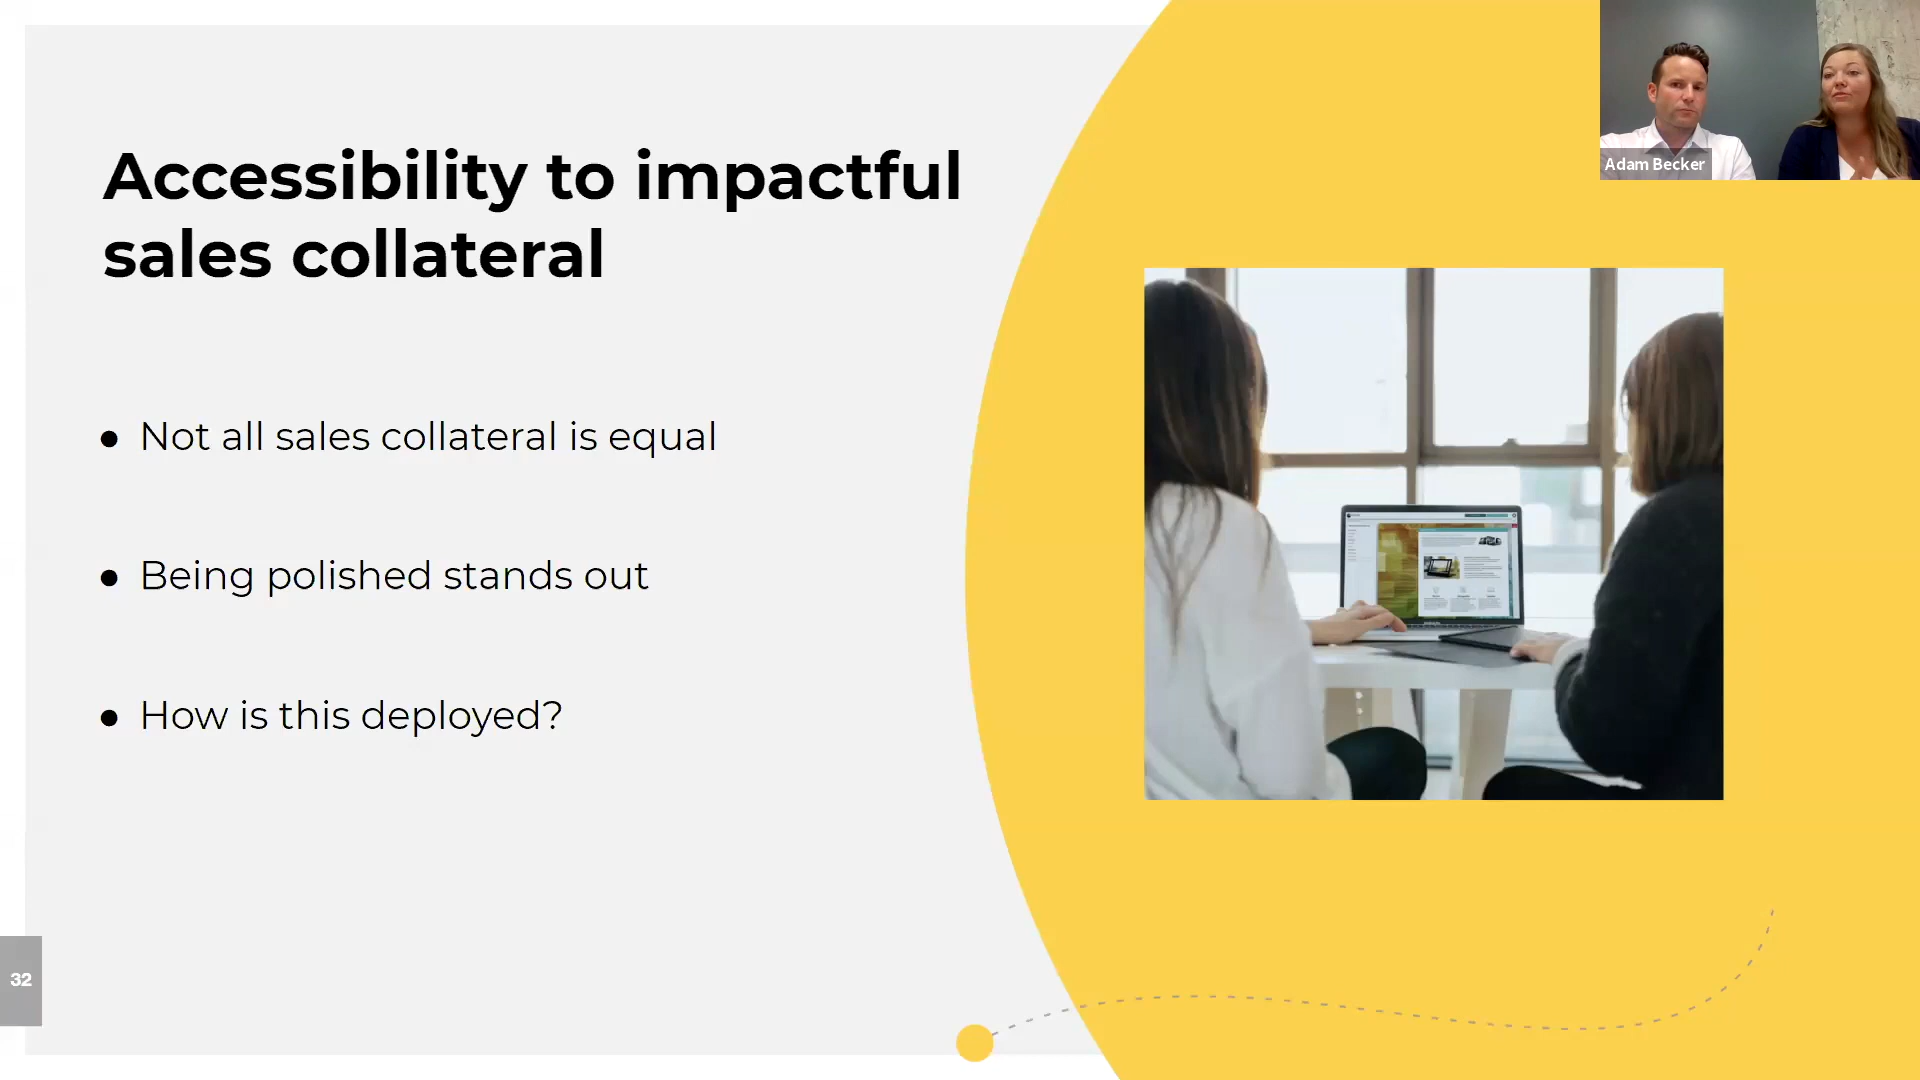 Accessibility to impactful
sales collateral
● Not all sales collateral is equal
● Being polished stands out
● How is this deployed?
32
Adam Becker